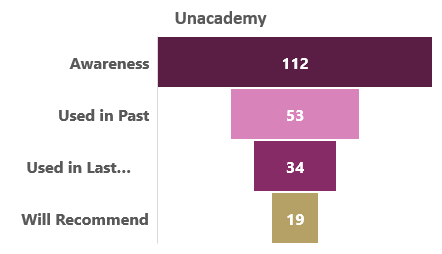 Unacademy
Awareness 112
Used in Past 53
Used in Last... 34
Will Recommend 19